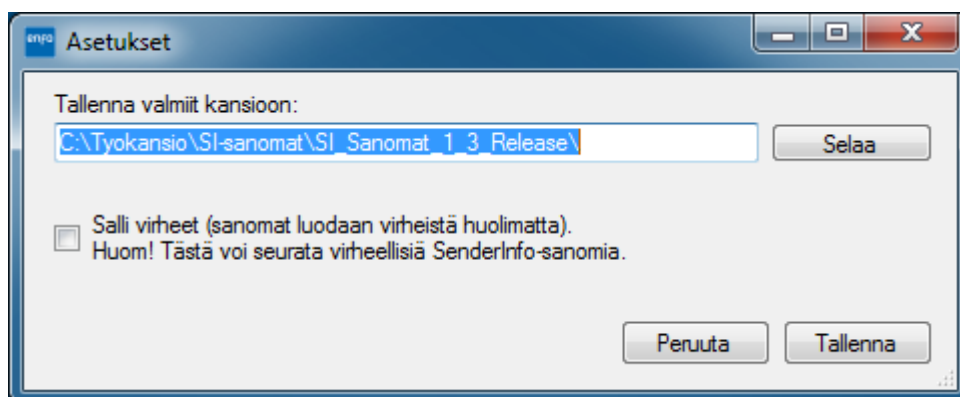 enfo Asetukset
Tallenna valmiit kansioon:
C:\Tyokansio\SI-sanomat\SI_Sanomat_1_3_Release\ Selaa
Salli virheet (sanomat luodaan virheistä huolimatta).
Huom! Tästä voi seurata virheellisiä SenderInfo-sanomia.
Peruuta Tallenna